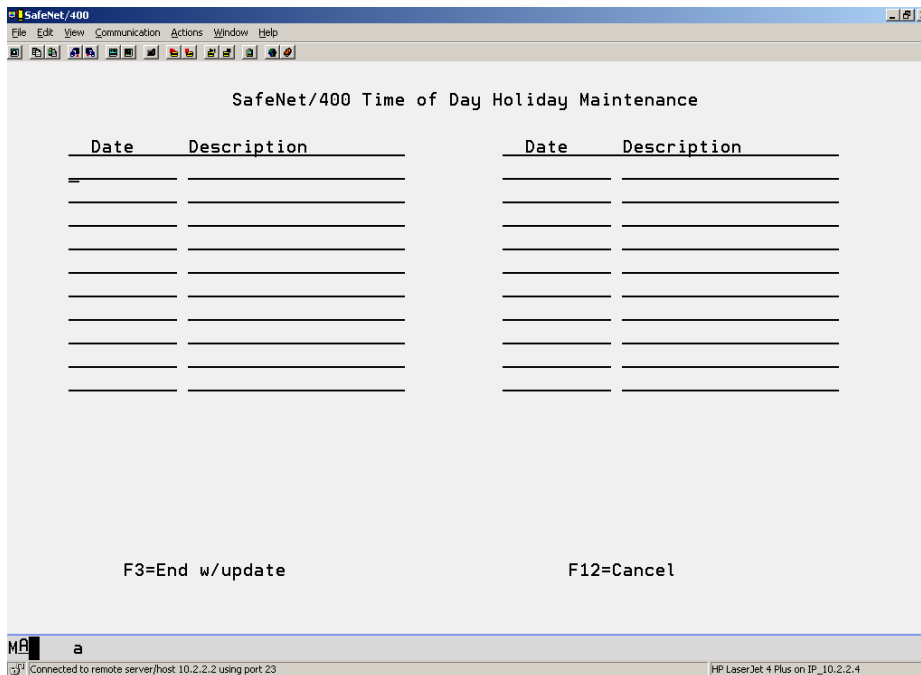 SafeNet/400
File Edit View Communication Actions Window Help
SafeNet/400 Time of Day Holiday Maintenance
Date Description Date Description
F3=End w/update F12=Cancel
MA a
Connected to remote server/host 10.2.2.2 using port 23 HP LaserJet 4 Plus on IP_10.2.2.4